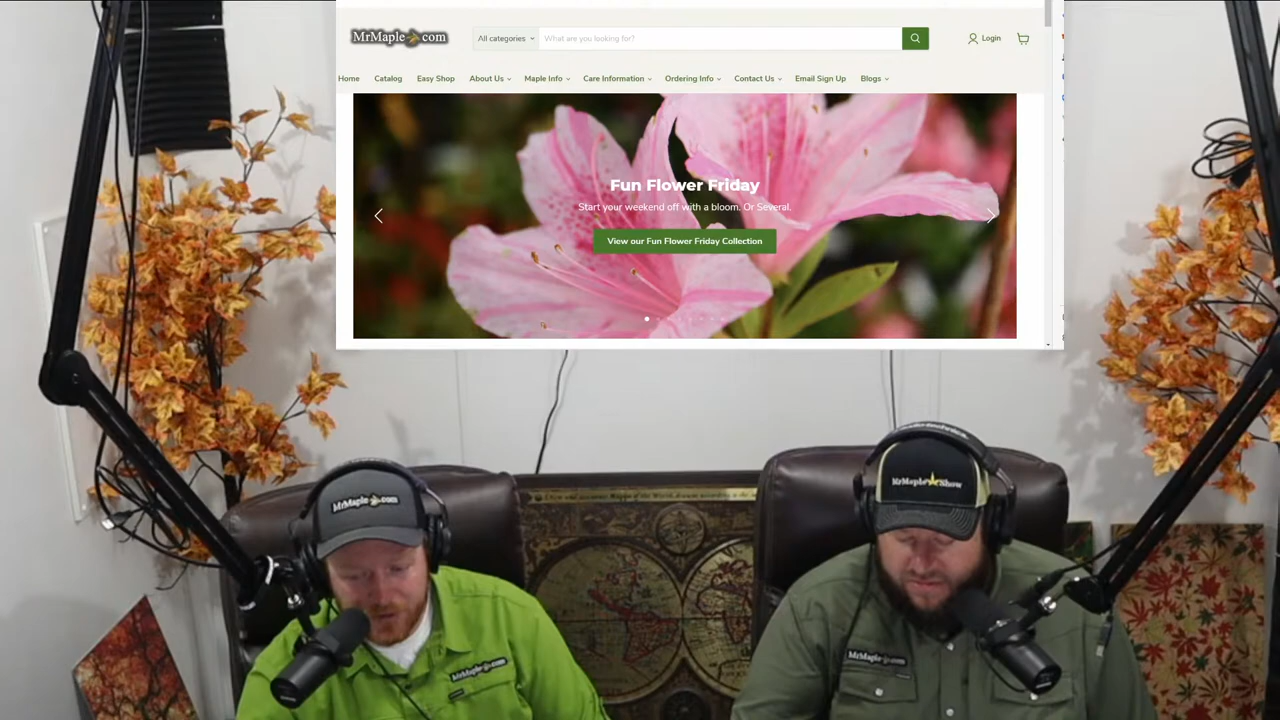 MrMaple.com
All categories
What are you looking for?
Login
Home
Catalog
Easy Shop
About Us
Maple Info
Care Information
Ordering Info
Contact Us
Email Sign Up
Blogs
Fun Flower Friday
Start your weekend off with a bloom. Or Several.
View our Fun Flower Friday Collection
MrMaple.com
MrMaple Show
MrMaple.com
MrMaple.com